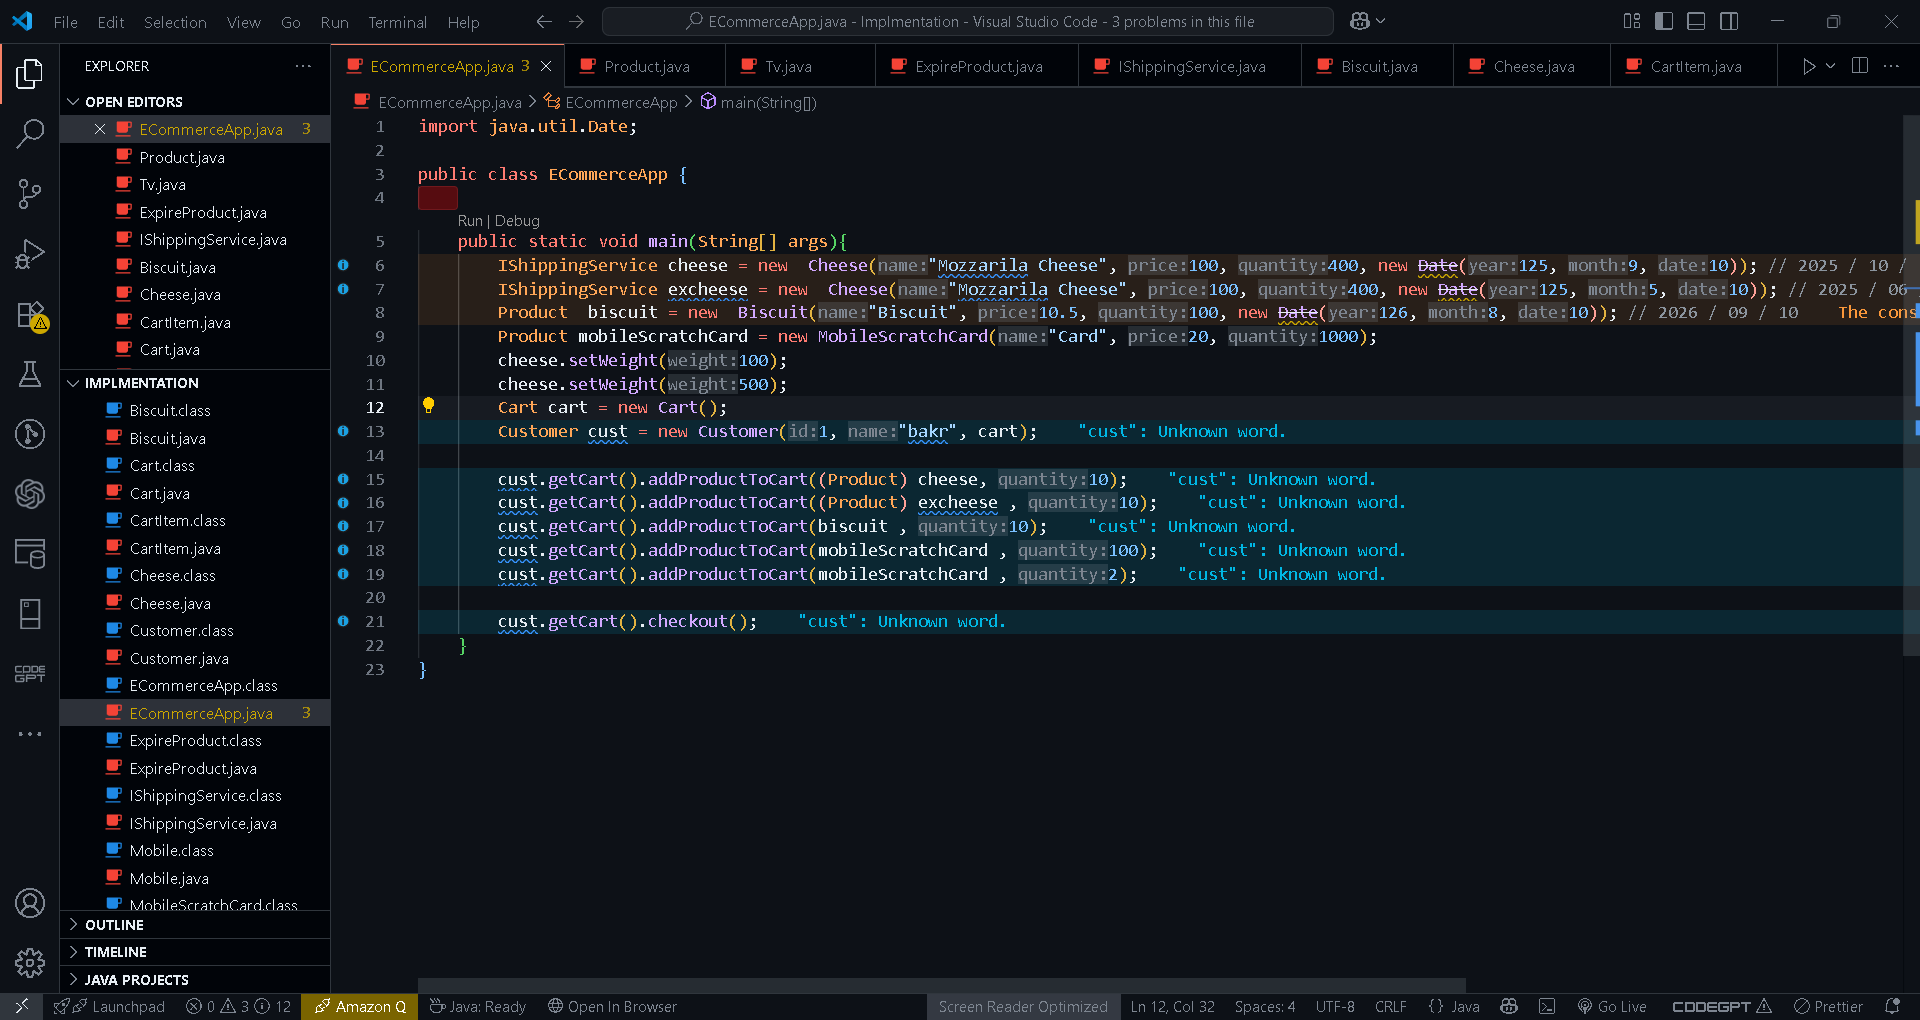 File Edit Selection View Go Run Terminal Help
ECommerceApp.java - Implmentation - Visual Studio Code - 3 problems in this file
EXPLORER
OPEN EDITORS
ECommerceApp.java 3
Product.java
Tv.java
ExpireProduct.java
IShippingService.java
Biscuit.java
Cheese.java
CartItem.java
Cart.java
IMPLMENTATION
Biscuit.class
Biscuit.java
Cart.class
Cart.java
CartItem.class
CartItem.java
Cheese.class
Cheese.java
Customer.class
Customer.java
ECommerceApp.class
ECommerceApp.java 3
ExpireProduct.class
ExpireProduct.java
IShippingService.class
IShippingService.java
Mobile.class
Mobile.java
MobileScratchCard.class
OUTLINE
TIMELINE
JAVA PROJECTS
CODE GPT
ECommerceApp.java 3 Product.java Tv.java ExpireProduct.java IShippingService.java Biscuit.java Cheese.java CartItem.java
ECommerceApp.java > ECommerceApp > main(String[])
1 import java.util.Date;
2
3 public class ECommerceApp {
4
Run | Debug
5 public static void main(String[] args){
6 IShippingService cheese = new  Cheese(name:"Mozzarila Cheese", price:100, quantity:400, new Date(year:125, month:9, date:10)); // 2025 / 10 /
7 IShippingService excheese = new  Cheese(name:"Mozzarila Cheese", price:100, quantity:400, new Date(year:125, month:5, date:10)); // 2025 / 06
8 Product  biscuit = new  Biscuit(name:"Biscuit", price:10.5, quantity:100, new Date(year:126, month:8, date:10)); // 2026 / 09 / 10    The cons
9 Product mobileScratchCard = new MobileScratchCard(name:"Card", price:20, quantity:1000);
10 cheese.setWeight(weight:100);
11 cheese.setWeight(weight:500);
12 Cart cart = new Cart();
13 Customer cust = new Customer(id:1, name:"bakr", cart);    "cust": Unknown word.
14
15 cust.getCart().addProductToCart((Product) cheese, quantity:10);    "cust": Unknown word.
16 cust.getCart().addProductToCart((Product) excheese , quantity:10);    "cust": Unknown word.
17 cust.getCart().addProductToCart(biscuit , quantity:10);    "cust": Unknown word.
18 cust.getCart().addProductToCart(mobileScratchCard , quantity:100);    "cust": Unknown word.
19 cust.getCart().addProductToCart(mobileScratchCard , quantity:2);    "cust": Unknown word.
20
21 cust.getCart().checkout();    "cust": Unknown word.
22 }
23 }
Launchpad 0 3 12 Amazon Q Java: Ready Open In Browser Screen Reader Optimized Ln 12, Col 32 Spaces: 4 UTF-8 CRLF {} Java Go Live CODEGPT Prettier